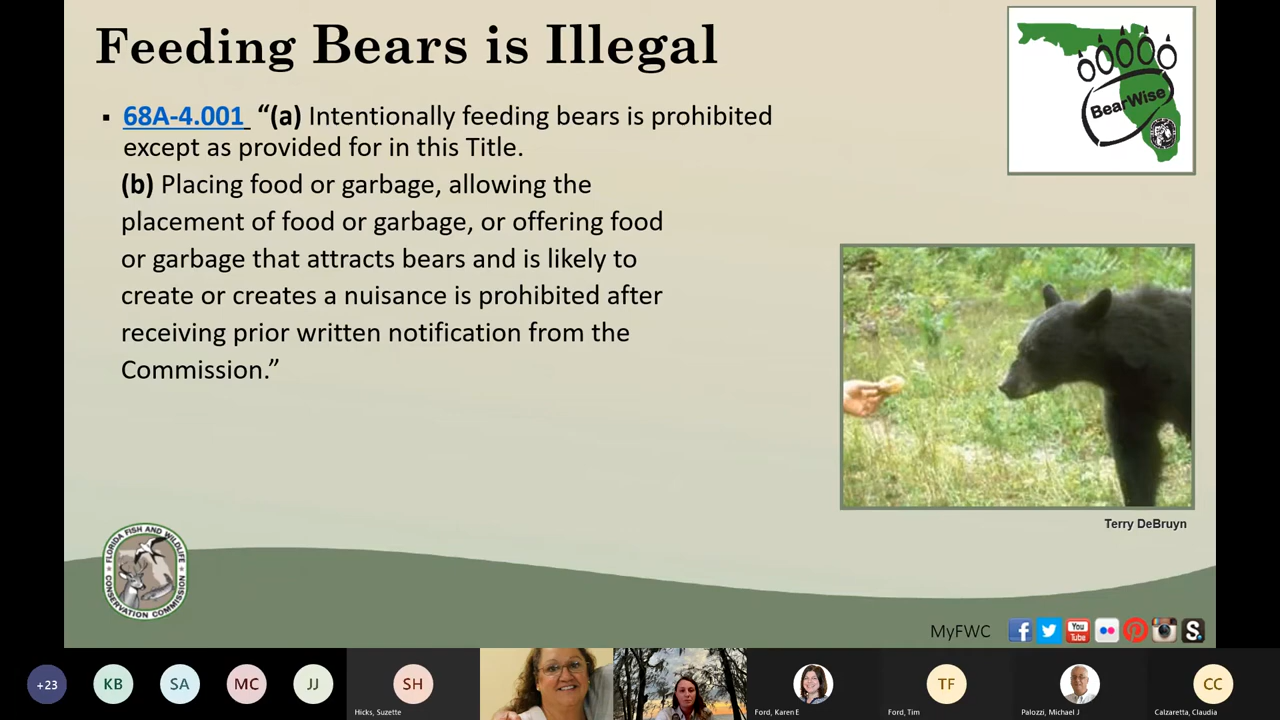 Feeding Bears is Illegal
▪ 68A-4.001 “(a) Intentionally feeding bears is prohibited
except as provided for in this Title.
(b) Placing food or garbage, allowing the
placement of food or garbage, or offering food
or garbage that attracts bears and is likely to
create or creates a nuisance is prohibited after
receiving prior written notification from the
Commission.”
BearWise
Terry DeBruyn
FLORIDA FISH AND WILDLIFE
CONSERVATION COMMISSION
MyFWC
You
Tube
+23
KB
SA
MC
JJ
SH
TF
CC
Hicks, Suzette
Ford, Karen E
Ford, Tim
Palozzi, Michael J
Calzaretta, Claudia